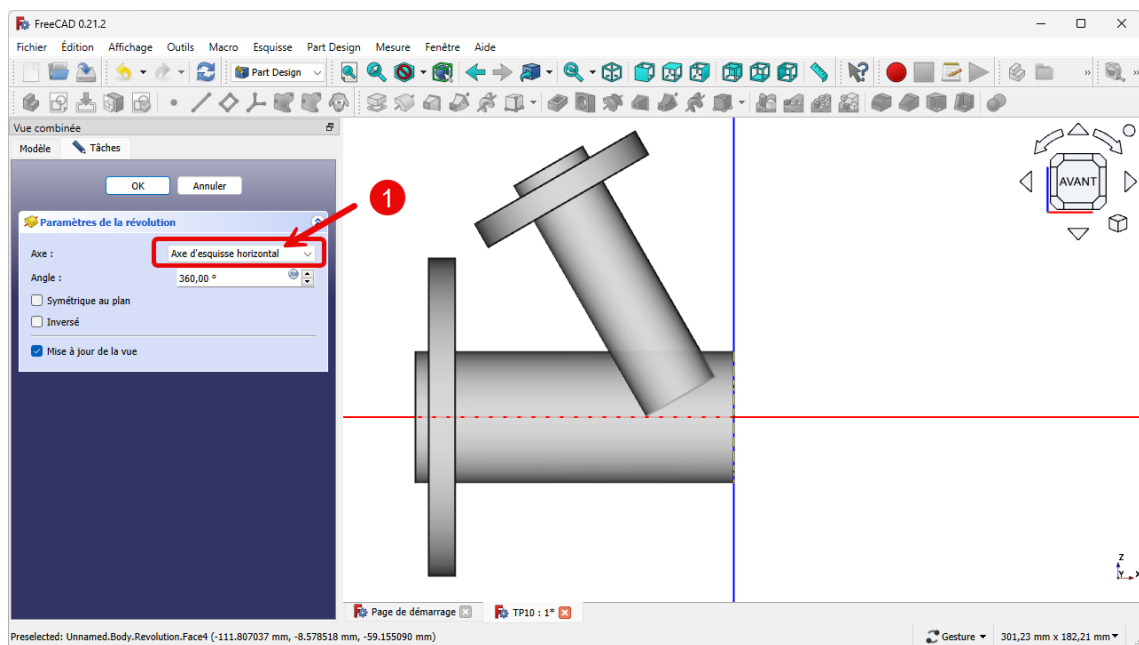 FreeCAD 0.21.2
Fichier Édition Affichage Outils Macro Esquisse Part Design Mesure Fenêtre Aide
Part Design
Vue combinée
Modèle Tâches
OK Annuler
Paramètres de la révolution
Axe : Axe d'esquisse horizontal
Angle : 360,00 °
Symétrique au plan
Inversé
Mise à jour de la vue
1
AVANT
Z
Y X
Page de démarrage TP10 : 1*
Preselected: Unnamed.Body.Revolution.Face4 (-111.807037 mm, -8.578518 mm, -59.155090 mm) Gesture 301,23 mm x 182,21 mm